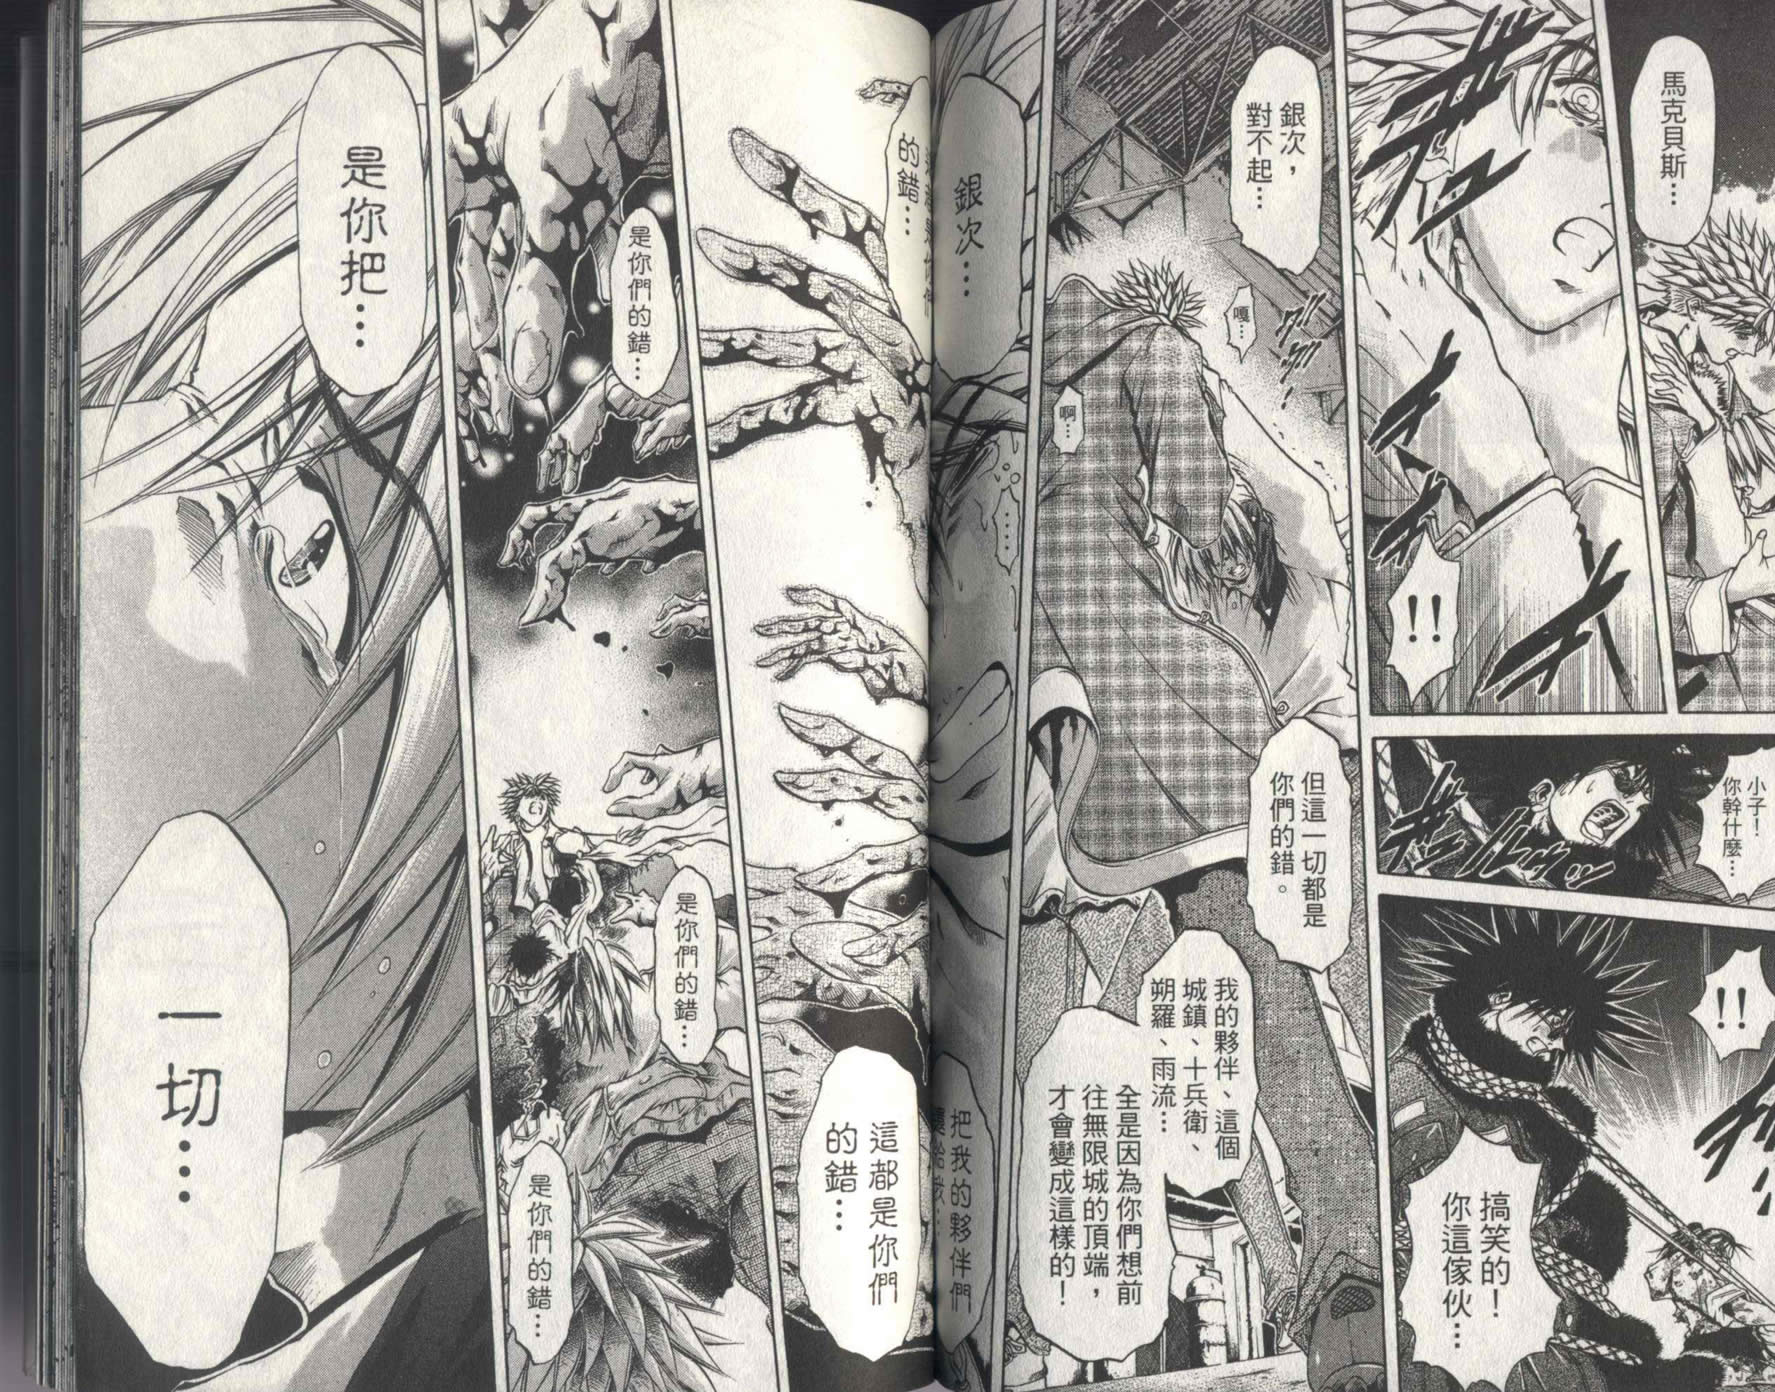 馬克貝斯…
!!
小子！
你幹什麼…
!!
搞笑的！
你這傢伙…
銀次，
對不起…
嘎…
啊…
但這一切都是
你們的錯。
我的夥伴、這個
城鎮、十兵衛、
朔羅、雨流…
全是因為你們想前
往無限城的頂端，
才會變成這樣的！
銀次…
……
把我的夥伴們
還給我…
的錯…
這都是你們
的錯…
是你們的錯…
是你們的錯…
是你們的錯…
是你把…
一切…